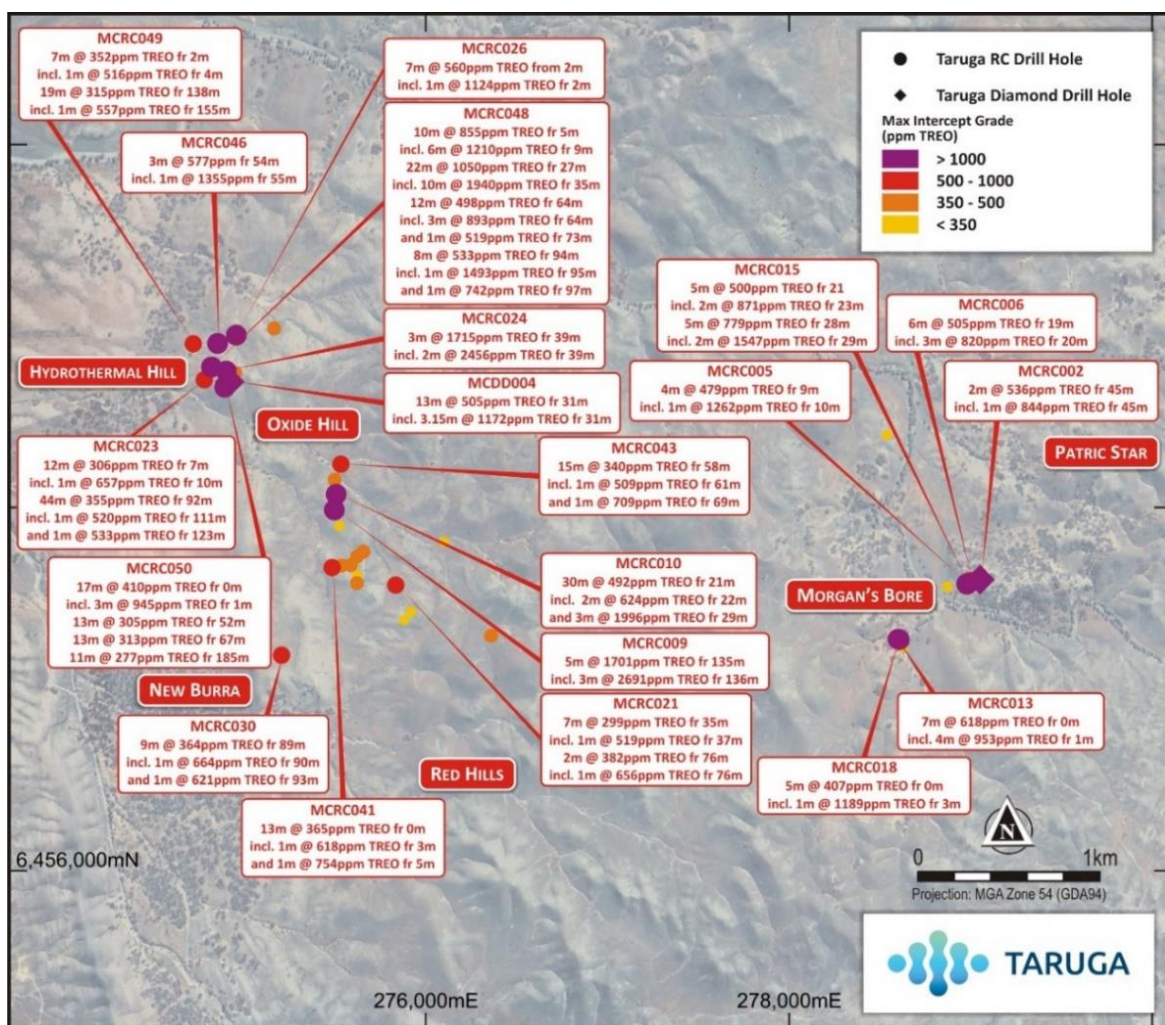 MCRC049
7m @ 352ppm TREO fr 2m
incl. 1m @ 516ppm TREO fr 4m
19m @ 315ppm TREO fr 138m
incl. 1m @ 557ppm TREO fr 155m
MCRC026
7m @ 560ppm TREO from 2m
incl. 1m @ 1124ppm TREO fr 2m
Taruga RC Drill Hole
Taruga Diamond Drill Hole
Max Intercept Grade
(ppm TREO)
> 1000
500 - 1000
350 - 500
< 350
MCRC046
3m @ 577ppm fr 54m
incl. 1m @ 1355ppm fr 55m
MCRC048
10m @ 855ppm TREO fr 5m
incl. 6m @ 1210ppm TREO fr 9m
22m @ 1050ppm TREO fr 27m
incl. 10m @ 1940ppm TREO fr 35m
12m @ 498ppm TREO fr 64m
incl. 3m @ 893ppm TREO fr 64m
and 1m @ 519ppm TREO fr 73m
8m @ 533ppm TREO fr 94m
incl. 1m @ 1493ppm TREO fr 95m
and 1m @ 742ppm TREO fr 97m
MCRC015
5m @ 500ppm TREO fr 21
incl. 2m @ 871ppm TREO fr 23m
5m @ 779ppm TREO fr 28m
incl. 2m @ 1547ppm TREO fr 29m
MCRC006
6m @ 505ppm TREO fr 19m
incl. 3m @ 820ppm TREO fr 20m
MCRC024
3m @ 1715ppm TREO fr 39m
incl. 2m @ 2456ppm TREO fr 39m
HYDROTHERMAL HILL
MCRC005
4m @ 479ppm TREO fr 9m
incl. 1m @ 1262ppm TREO fr 10m
MCRC002
2m @ 536ppm TREO fr 45m
incl. 1m @ 844ppm TREO fr 45m
MCDD004
13m @ 505ppm TREO fr 31m
incl. 3.15m @ 1172ppm TREO fr 31m
OXIDE HILL
PATRIC STAR
MCRC023
12m @ 306ppm TREO fr 7m
incl. 1m @ 657ppm TREO fr 10m
44m @ 355ppm TREO fr 92m
incl. 1m @ 520ppm TREO fr 111m
and 1m @ 533ppm TREO fr 123m
MCRC043
15m @ 340ppm TREO fr 58m
incl. 1m @ 509ppm TREO fr 61m
and 1m @ 709ppm TREO fr 69m
MCRC050
17m @ 410ppm TREO fr 0m
incl. 3m @ 945ppm TREO fr 1m
13m @ 305ppm TREO fr 52m
13m @ 313ppm TREO fr 67m
11m @ 277ppm TREO fr 185m
MCRC010
30m @ 492ppm TREO fr 21m
incl. 2m @ 624ppm TREO fr 22m
and 3m @ 1996ppm TREO fr 29m
MORGAN'S BORE
MCRC009
5m @ 1701ppm TREO fr 135m
incl. 3m @ 2691ppm TREO fr 136m
NEW BURRA
MCRC021
7m @ 299ppm TREO fr 35m
incl. 1m @ 519ppm TREO fr 37m
2m @ 382ppm TREO fr 76m
incl. 1m @ 656ppm TREO fr 76m
MCRC013
7m @ 618ppm TREO fr 0m
incl. 4m @ 953ppm TREO fr 1m
MCRC030
9m @ 364ppm TREO fr 89m
incl. 1m @ 664ppm TREO fr 90m
and 1m @ 621ppm TREO fr 93m
RED HILLS
MCRC018
5m @ 407ppm TREO fr 0m
incl. 1m @ 1189ppm TREO fr 3m
MCRC041
13m @ 365ppm TREO fr 0m
incl. 1m @ 618ppm TREO fr 3m
and 1m @ 754ppm TREO fr 5m
N
0 1km
Projection: MGA Zone 54 (GDA94)
6,456,000mN
276,000mE
278,000mE
TARUGA